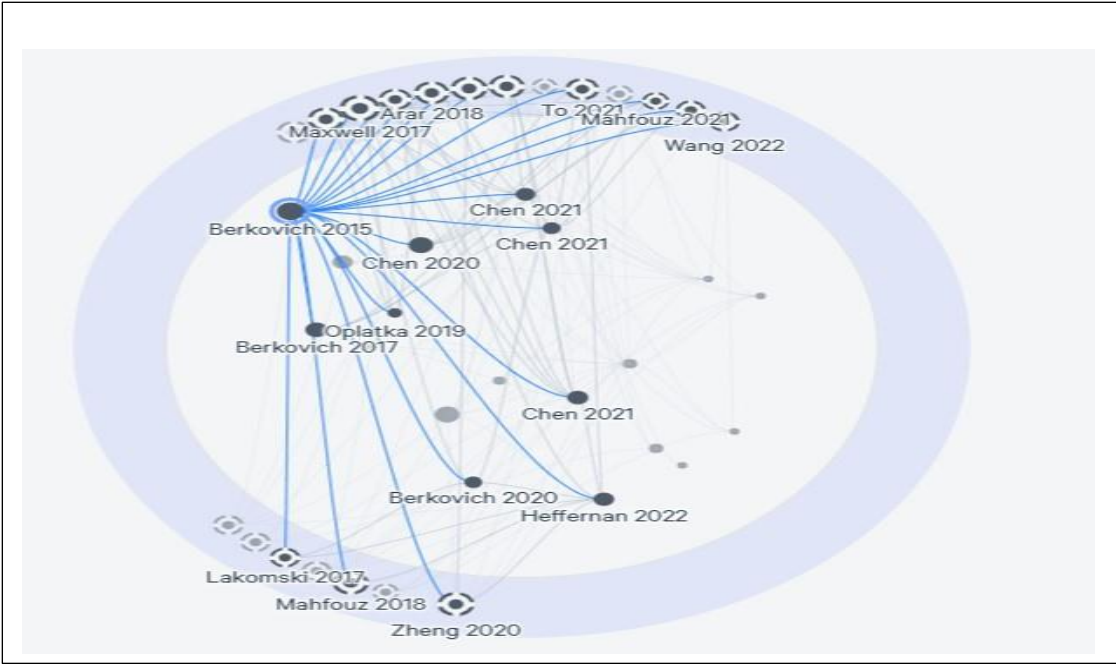 Arar 2018
To 2021
Mahfouz 2021
Maxwell 2017
Wang 2022
Chen 2021
Berkovich 2015
Chen 2021
Chen 2020
Oplatka 2019
Berkovich 2017
Chen 2021
Berkovich 2020
Heffernan 2022
Lakomski 2017
Mahfouz 2018
Zheng 2020